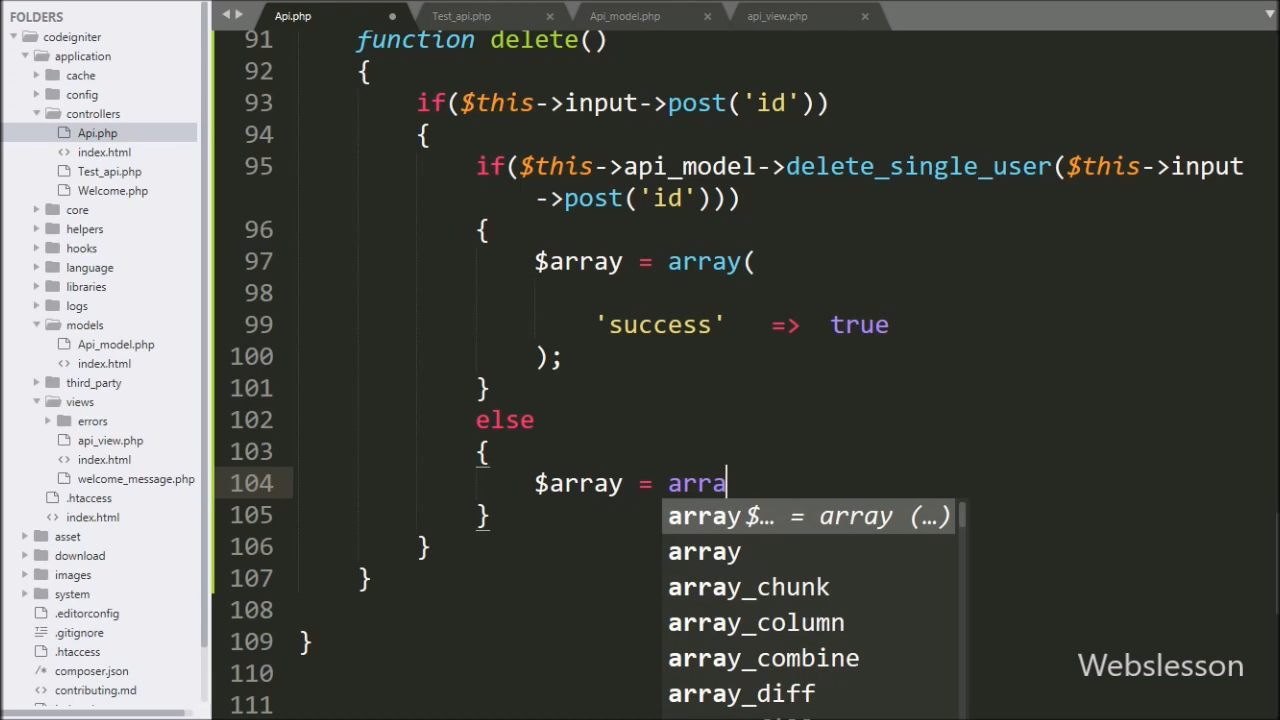 FOLDERS
codeigniter
application
cache
config
controllers
Api.php
index.html
Test_api.php
Welcome.php
core
helpers
hooks
language
libraries
logs
models
Api_model.php
index.html
third_party
views
errors
api_view.php
index.html
welcome_message.php
.htaccess
index.html
asset
download
images
system
.editorconfig
.gitignore
.htaccess
composer.json
contributing.md
Api.php
Test_api.php
Api_model.php
api_view.php
91 function delete()
92 {
93 if($this->input->post('id'))
94 {
95 if($this->api_model->delete_single_user($this->input
->post('id')))
96 {
97 $array = array(
98
99 'success' => true
100 );
101 }
102 else
103 {
104 $array = arra
105 }
106 }
107 }
108
109 }
110
111
array $… = array (…)
array
array_chunk
array_column
array_combine
array_diff
Webslesson